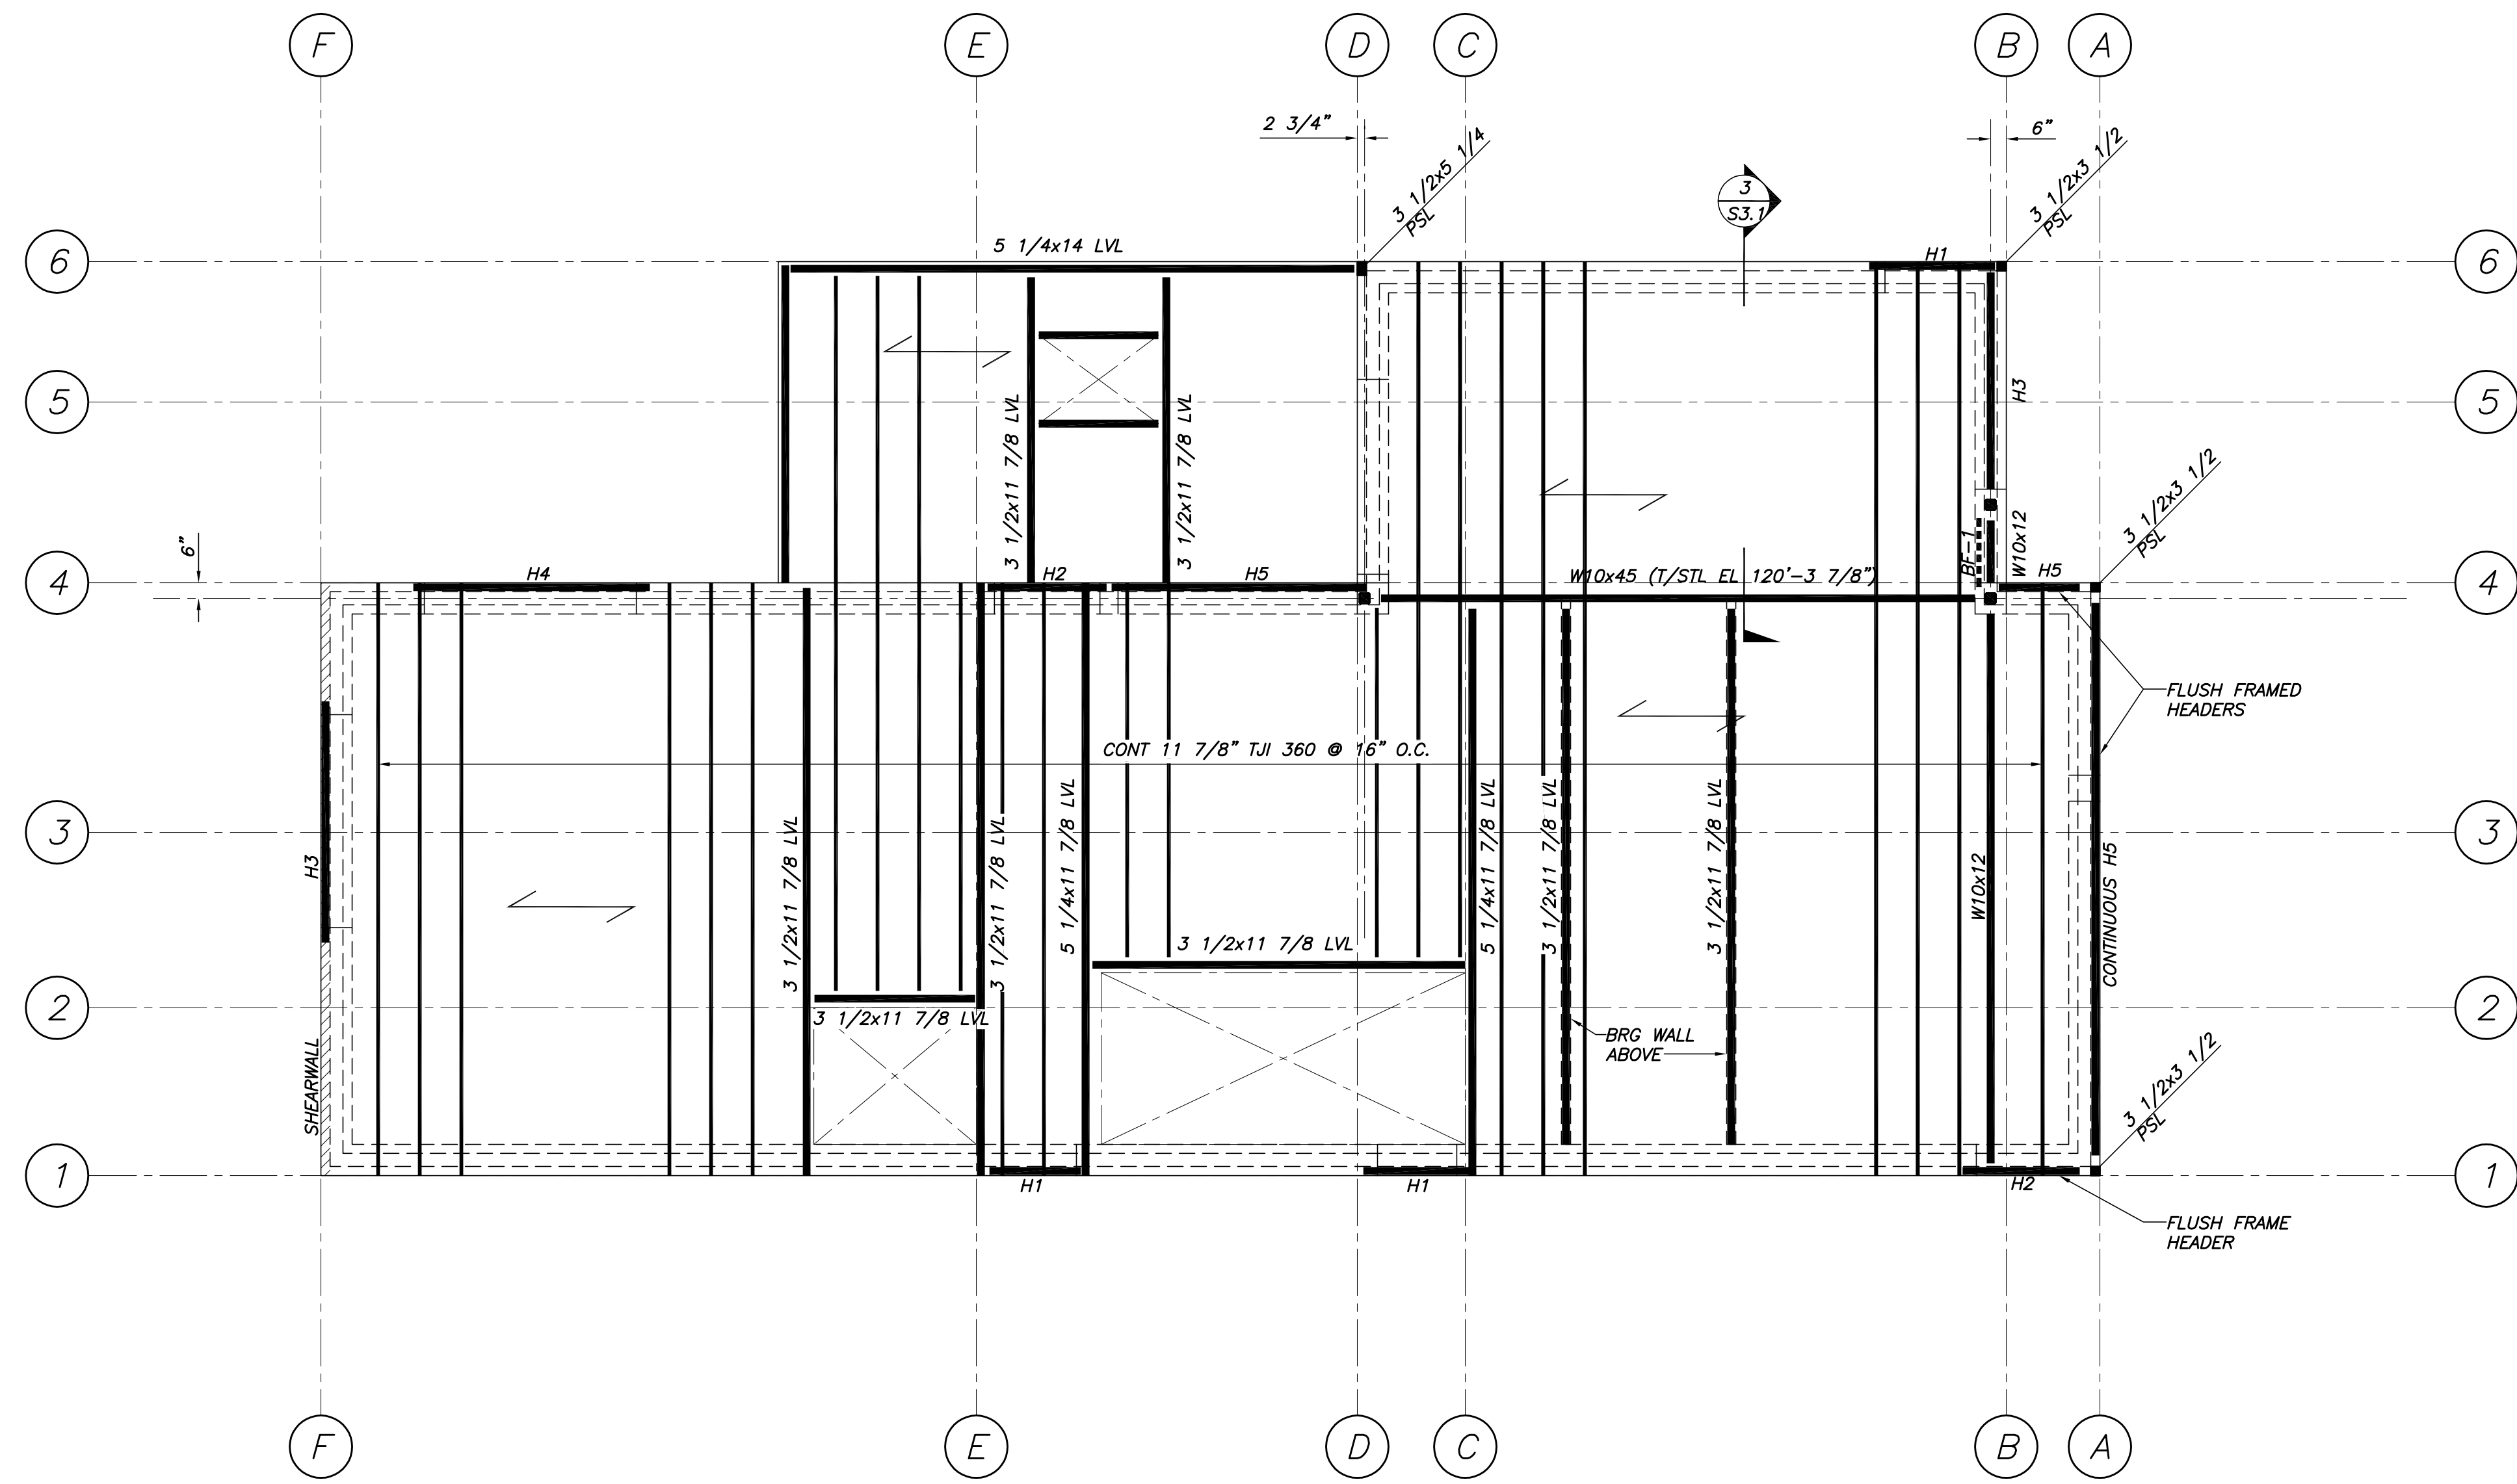 F E D C B A
2 3/4"
6"
3 1/2x5 1/4
PSL
3 1/2x3 1/2
PSL
3
S3.1
6
5 1/4x14 LVL
H1
6
5
H3
5
3 1/2x11 7/8 LVL
3 1/2x11 7/8 LVL
3 1/2x3 1/2
PSL
6"
BF-1
W10x12
4
H4
H2
H5
W10x45 (T/STL EL 120'-3 7/8")
H5
4
FLUSH FRAMED
HEADERS
CONT 11 7/8" TJI 360 @ 16" O.C.
3
H3
3 1/2x11 7/8 LVL
3 1/2x11 7/8 LVL
5 1/4x11 7/8 LVL
5 1/4x11 7/8 LVL
3 1/2x11 7/8 LVL
3 1/2x11 7/8 LVL
W10x12
CONTINUOUS H5
3
3 1/2x11 7/8 LVL
2
3 1/2x11 7/8 LVL
2
BRG WALL
ABOVE
SHEARWALL
3 1/2x3 1/2
PSL
1
H1
H1
H2
1
FLUSH FRAME
HEADER
F E D C B A